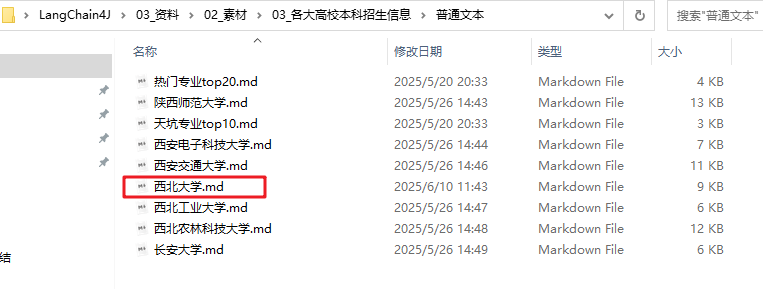 LangChain4J > 03_资料 > 02_素材 > 03_各大高校本科招生信息 > 普通文本 搜索"普通文本"
名称 修改日期 类型 大小
热门专业top20.md 2025/5/20 20:33 Markdown File 4 KB
陕西师范大学.md 2025/5/26 14:43 Markdown File 13 KB
天坑专业top10.md 2025/5/20 20:33 Markdown File 3 KB
西安电子科技大学.md 2025/5/26 14:44 Markdown File 7 KB
西安交通大学.md 2025/5/26 14:46 Markdown File 11 KB
西北大学.md 2025/6/10 11:43 Markdown File 9 KB
西北工业大学.md 2025/5/26 14:47 Markdown File 6 KB
西北农林科技大学.md 2025/5/26 14:48 Markdown File 12 KB
长安大学.md 2025/5/26 14:49 Markdown File 6 KB
结